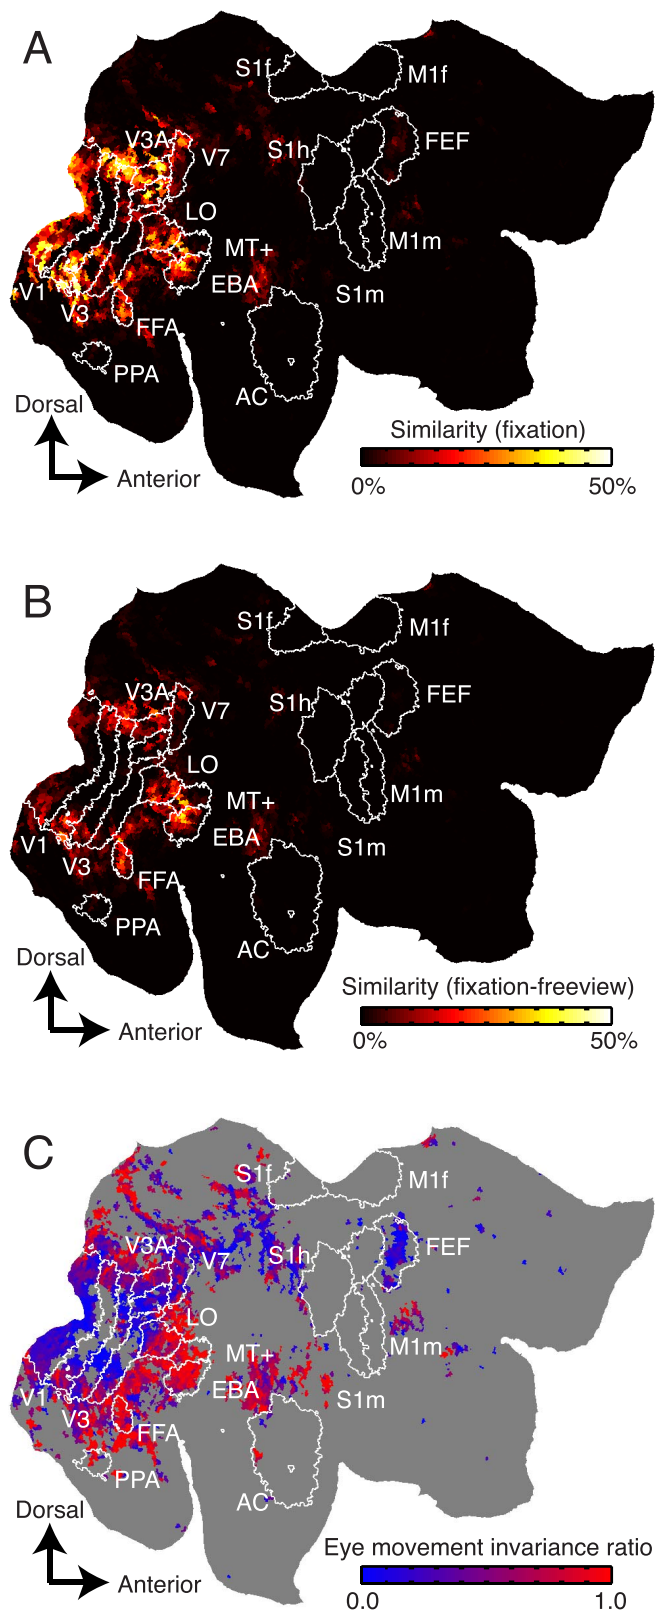 A
S1f
M1f
V3A
V7
S1h
FEF
LO
MT+
M1m
EBA
S1m
V1
V3
FFA
PPA
AC
Dorsal
Anterior
Similarity (fixation)
0%
50%
B
S1f
M1f
V3A
V7
S1h
FEF
LO
MT+
M1m
EBA
S1m
V1
V3
FFA
PPA
AC
Dorsal
Anterior
Similarity (fixation-freeview)
0%
50%
C
S1f
M1f
V3A
V7
S1h
FEF
LO
MT+
M1m
EBA
S1m
V1
V3
FFA
PPA
AC
Dorsal
Anterior
Eye movement invariance ratio
0.0
1.0